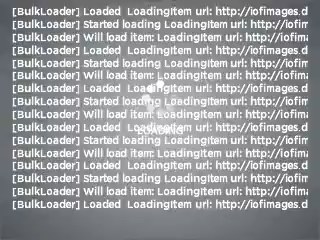 [BulkLoader] Loaded  LoadingItem url: http://iofimages.d
[BulkLoader] Started loading LoadingItem url: http://iofim
[BulkLoader] Will load item: LoadingItem url: http://iofima
[BulkLoader] Loaded  LoadingItem url: http://iofimages.d
[BulkLoader] Started loading LoadingItem url: http://iofim
[BulkLoader] Will load item: LoadingItem url: http://iofima
[BulkLoader] Loaded  LoadingItem url: http://iofimages.d
[BulkLoader] Started loading LoadingItem url: http://iofim
[BulkLoader] Will load item: LoadingItem url: http://iofima
[BulkLoader] Loaded  LoadingItem url: http://iofimages.d
LOADING
[BulkLoader] Started loading LoadingItem url: http://iofim
[BulkLoader] Will load item: LoadingItem url: http://iofima
[BulkLoader] Loaded  LoadingItem url: http://iofimages.d
[BulkLoader] Started loading LoadingItem url: http://iofim
[BulkLoader] Will load item: LoadingItem url: http://iofima
[BulkLoader] Loaded  LoadingItem url: http://iofimages.d